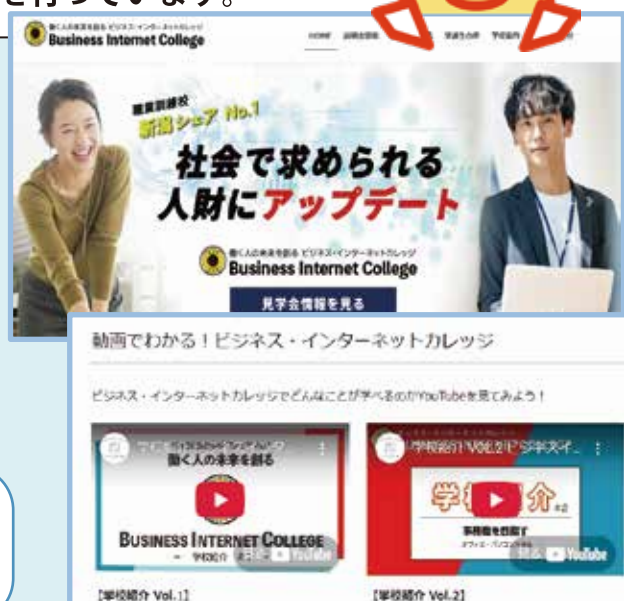 を行っています。
働く人の未来を創る ビジネス・インターネットカレッジ
Business Internet College
HOME
学校案内
職業訓練校
新潟シェア No.1
社会で求められる
人財にアップデート
働く人の未来を創る ビジネス・インターネットカレッジ
Business Internet College
見学会情報を見る
動画でわかる！ビジネス・インターネットカレッジ
ビジネス・インターネットカレッジでどんなことが学べるのかYouTubeを見てみよう！
働く人の未来を創る
BUSINESS INTERNET COLLEGE
学校紹介
YouTube
学校紹介 VOL.2
介
事務職を目指す
YouTube
【学校紹介 Vol.1】
【学校紹介 Vol.2】